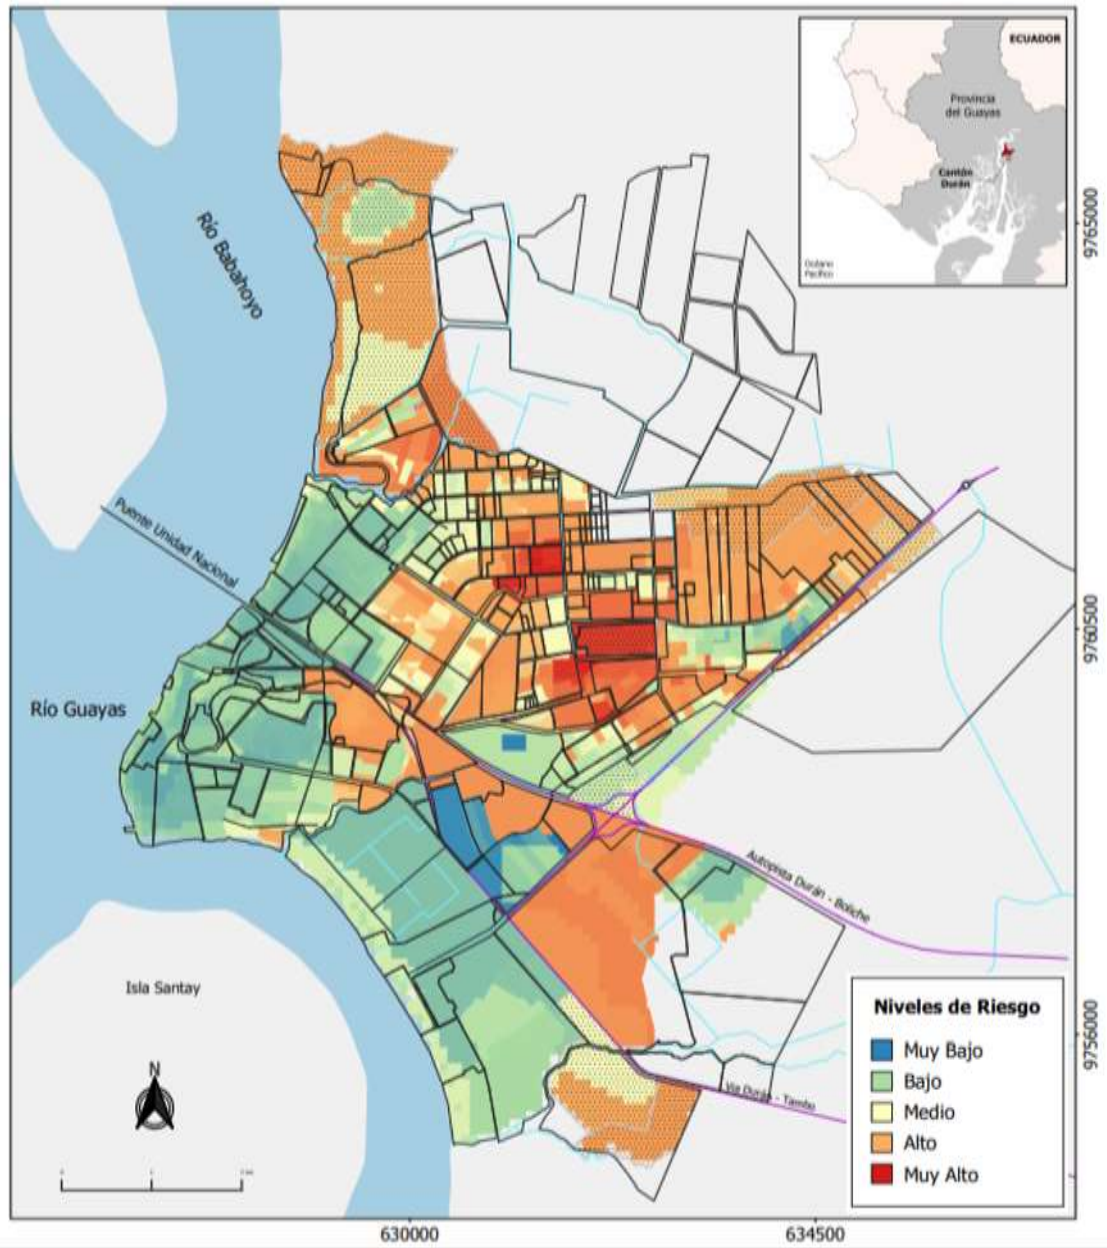 ECUADOR
Provincia
del Guayas
Cantón
Durán
Océano
Pacífico
Río Babahoyo
9765000
Puente Unidad Nacional
9760500
Río Guayas
Autopista Durán - Boliche
Isla Santay
N
9756000
Vía Durán - Tambo
Niveles de Riesgo
Muy Bajo
Bajo
Medio
Alto
Muy Alto
630000
634500